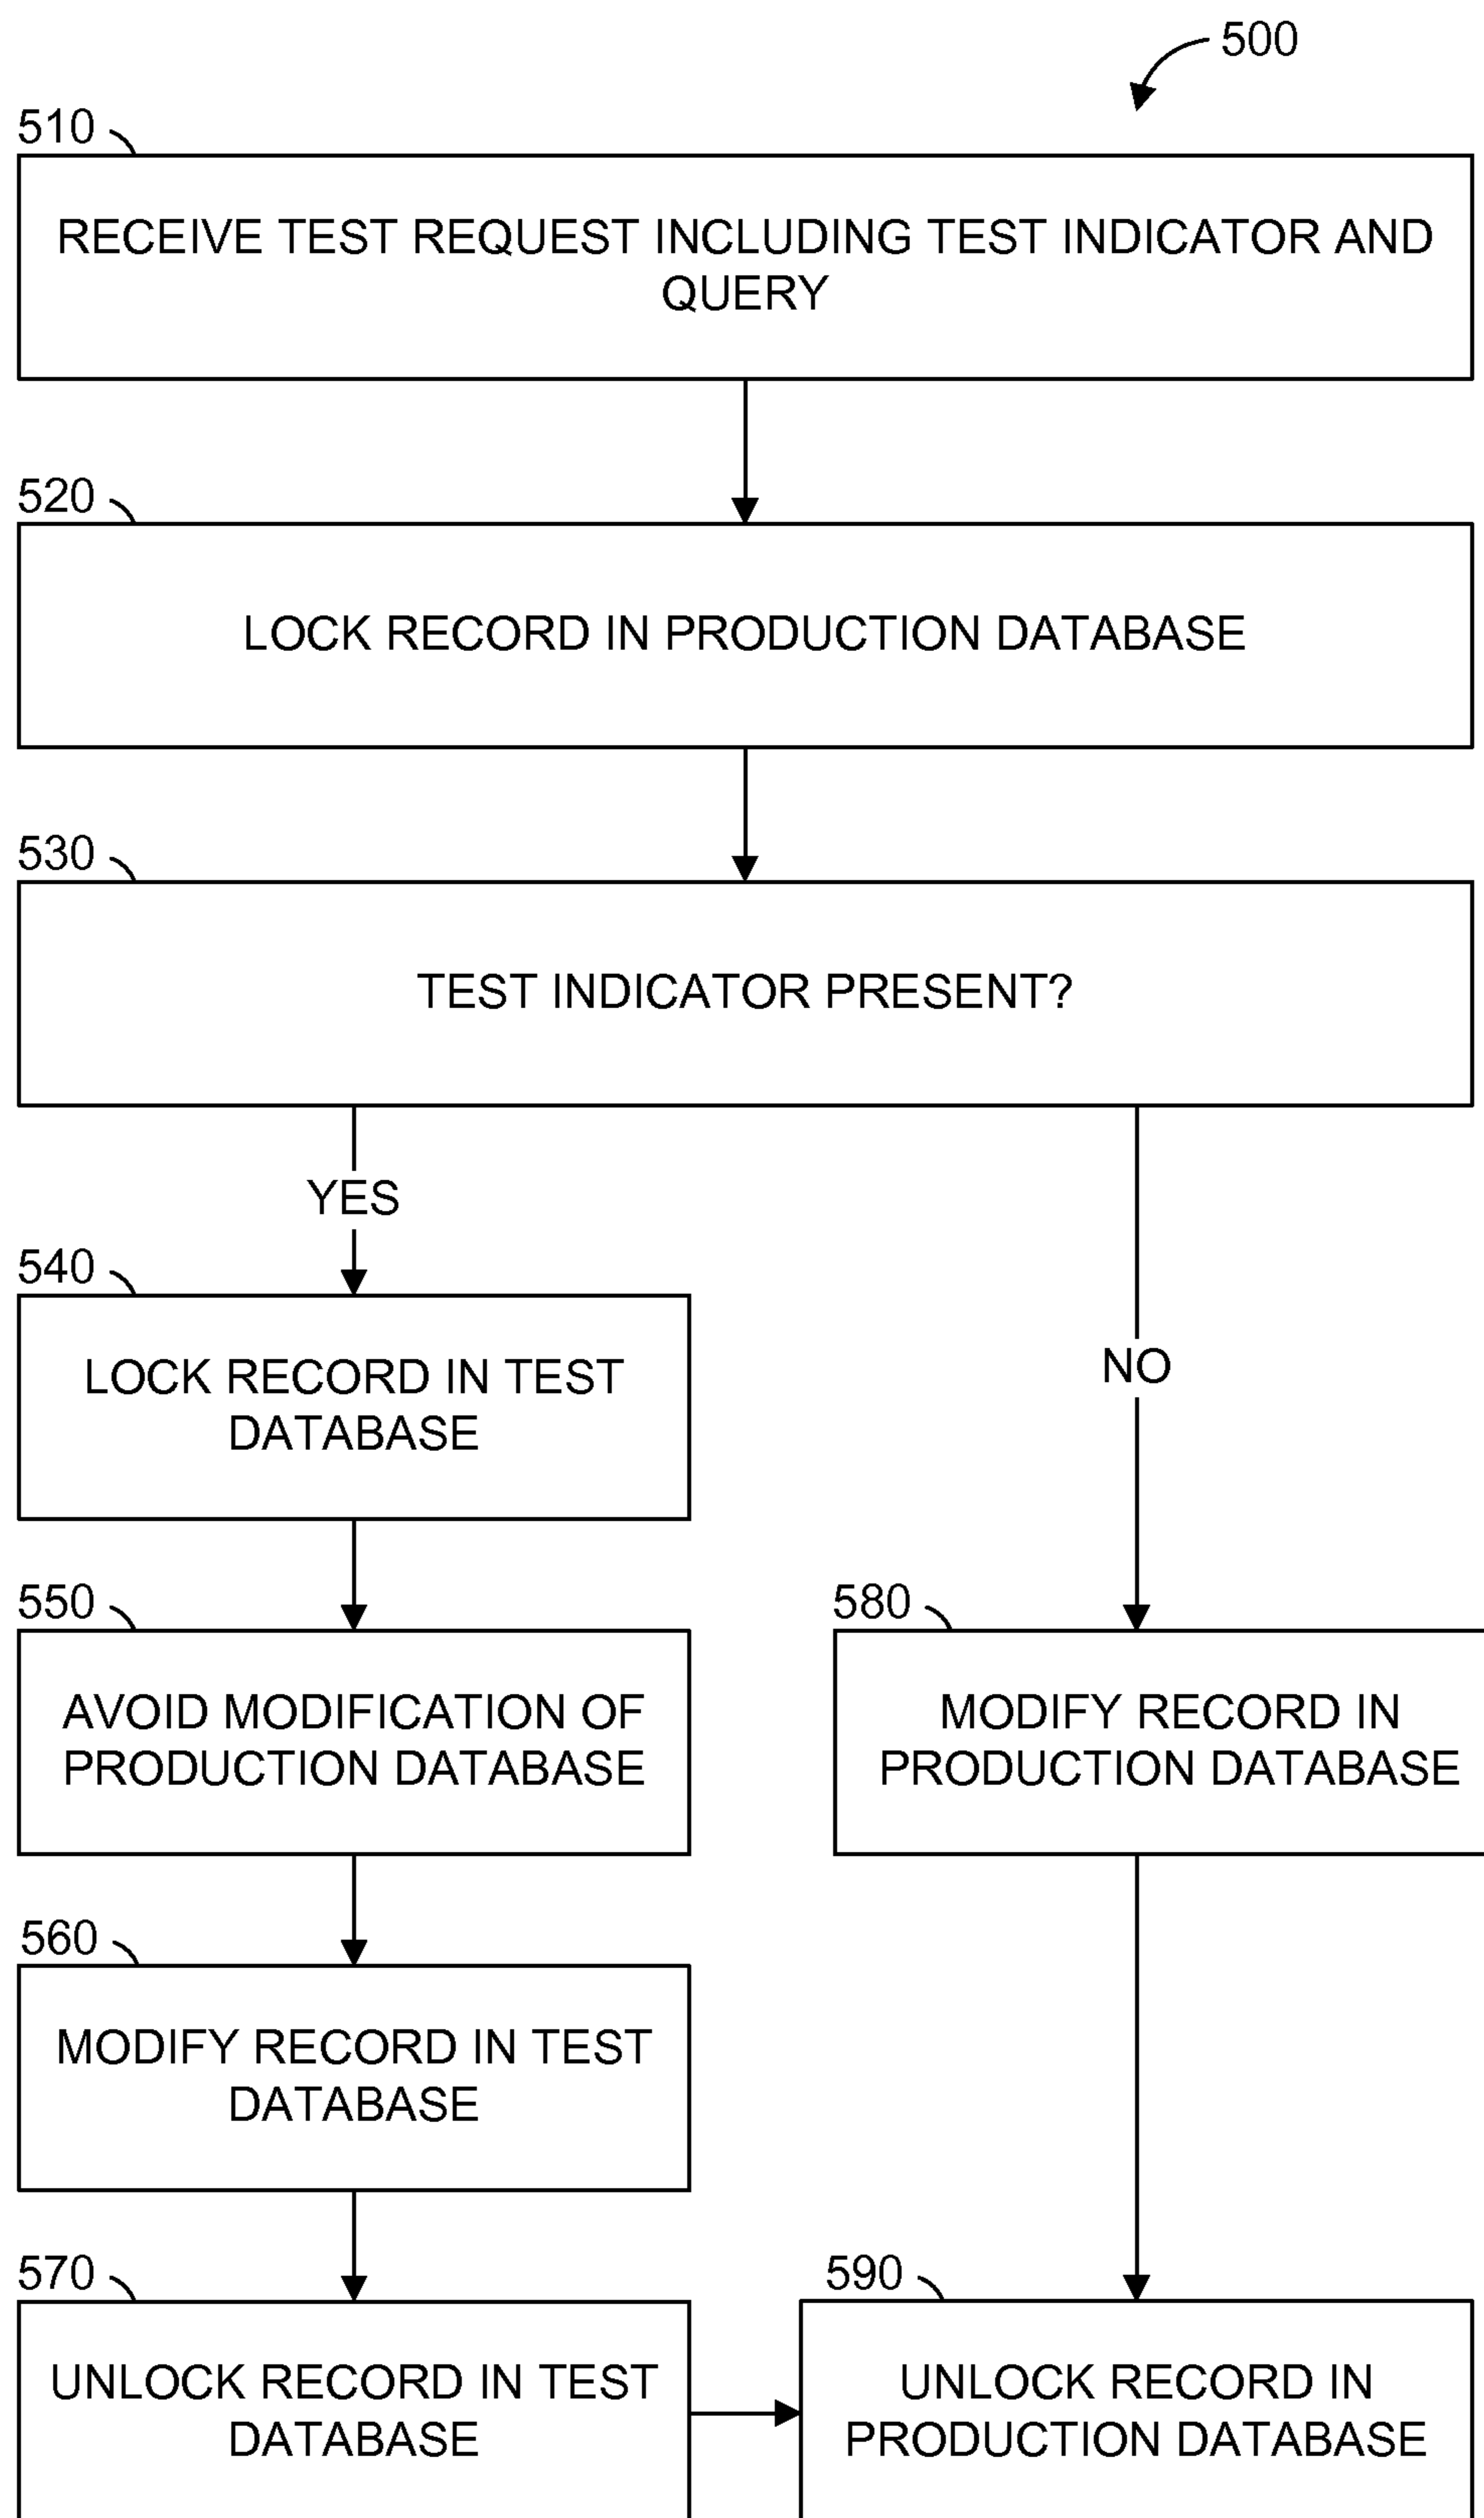 500
510
RECEIVE TEST REQUEST INCLUDING TEST INDICATOR AND
QUERY
520
LOCK RECORD IN PRODUCTION DATABASE
530
TEST INDICATOR PRESENT?
YES
NO
540
LOCK RECORD IN TEST
DATABASE
550
AVOID MODIFICATION OF
PRODUCTION DATABASE
580
MODIFY RECORD IN
PRODUCTION DATABASE
560
MODIFY RECORD IN TEST
DATABASE
570
UNLOCK RECORD IN TEST
DATABASE
590
UNLOCK RECORD IN
PRODUCTION DATABASE